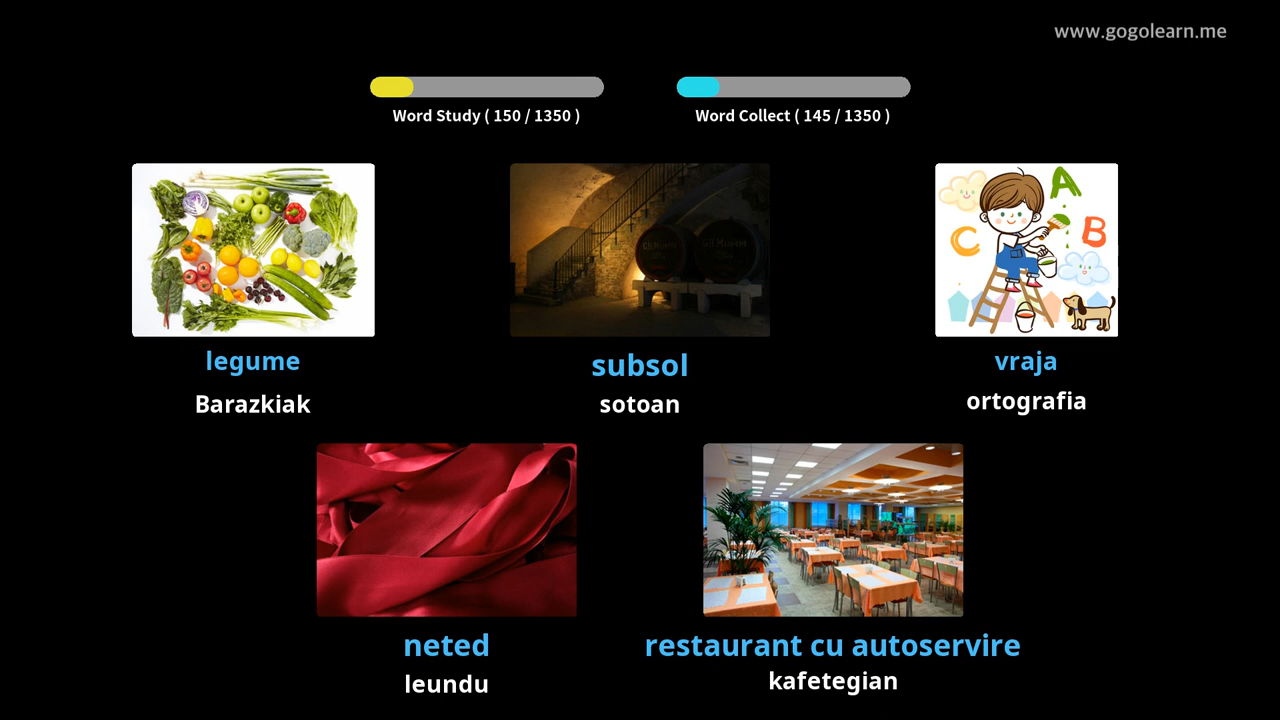 www.gogolearn.me
Word Study ( 150 / 1350 )
Word Collect ( 145 / 1350 )
A
B
C
legume
Barazkiak
subsol
sotoan
vraja
ortografia
neted
leundu
restaurant cu autoservire
kafetegian